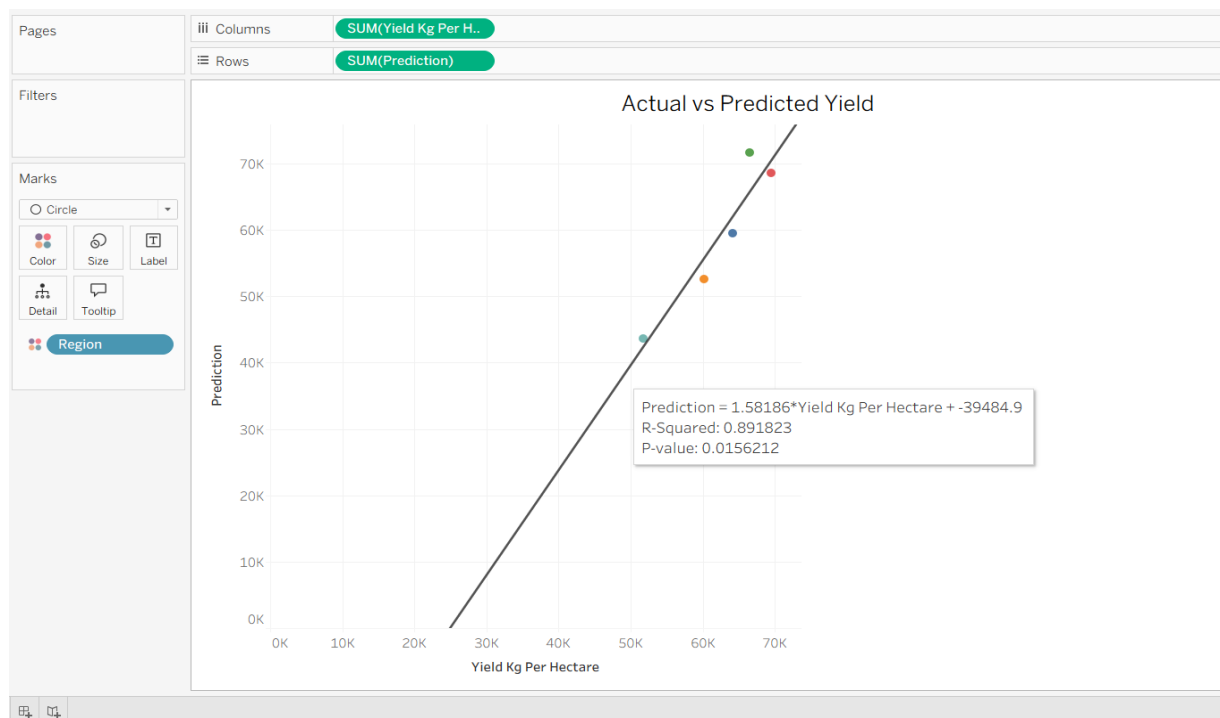 Pages
Columns
SUM(Yield Kg Per H..
Rows
SUM(Prediction)
Filters
Marks
Circle
Color
Size
T
Label
Detail
Tooltip
Region
Actual vs Predicted Yield
70K
60K
50K
40K
30K
20K
10K
0K
Prediction
Prediction = 1.58186*Yield Kg Per Hectare + -39484.9
R-Squared: 0.891823
P-value: 0.0156212
0K 10K 20K 30K 40K 50K 60K 70K
Yield Kg Per Hectare